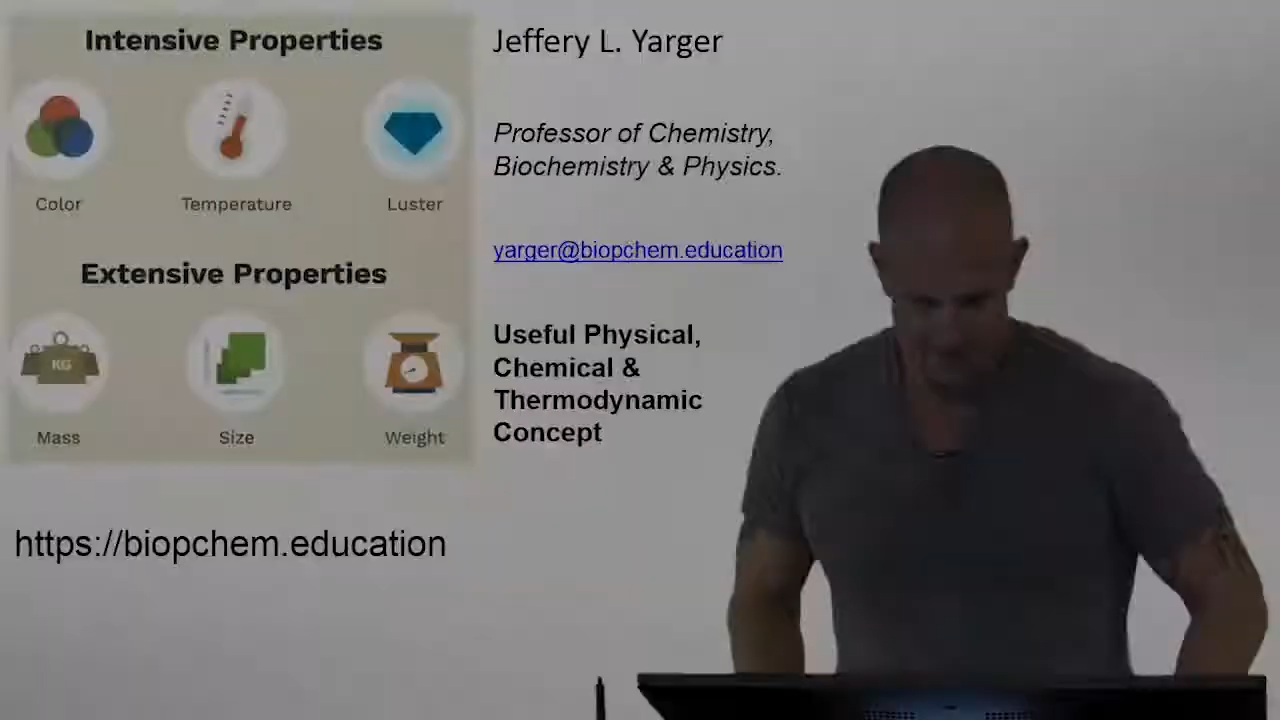 Intensive Properties
Color Temperature Luster
Extensive Properties
KG
Mass Size Weight
https://biopchem.education
Jeffery L. Yarger
Professor of Chemistry,
Biochemistry & Physics.
yarger@biopchem.education
Useful Physical,
Chemical &
Thermodynamic
Concept